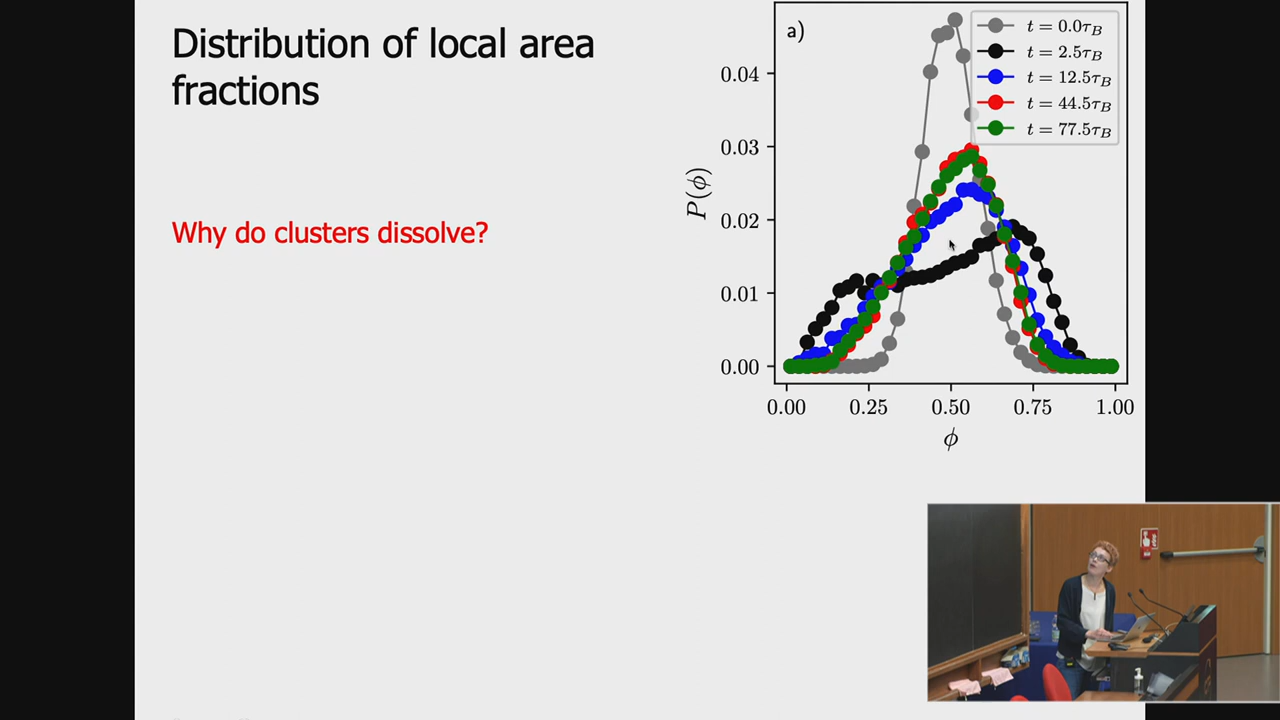 Distribution of local area
fractions
Why do clusters dissolve?
a)
t = 0.0τ_B
t = 2.5τ_B
t = 12.5τ_B
t = 44.5τ_B
t = 77.5τ_B
0.04
0.03
0.02
0.01
0.00
P(ϕ)
0.00 0.25 0.50 0.75 1.00
ϕ